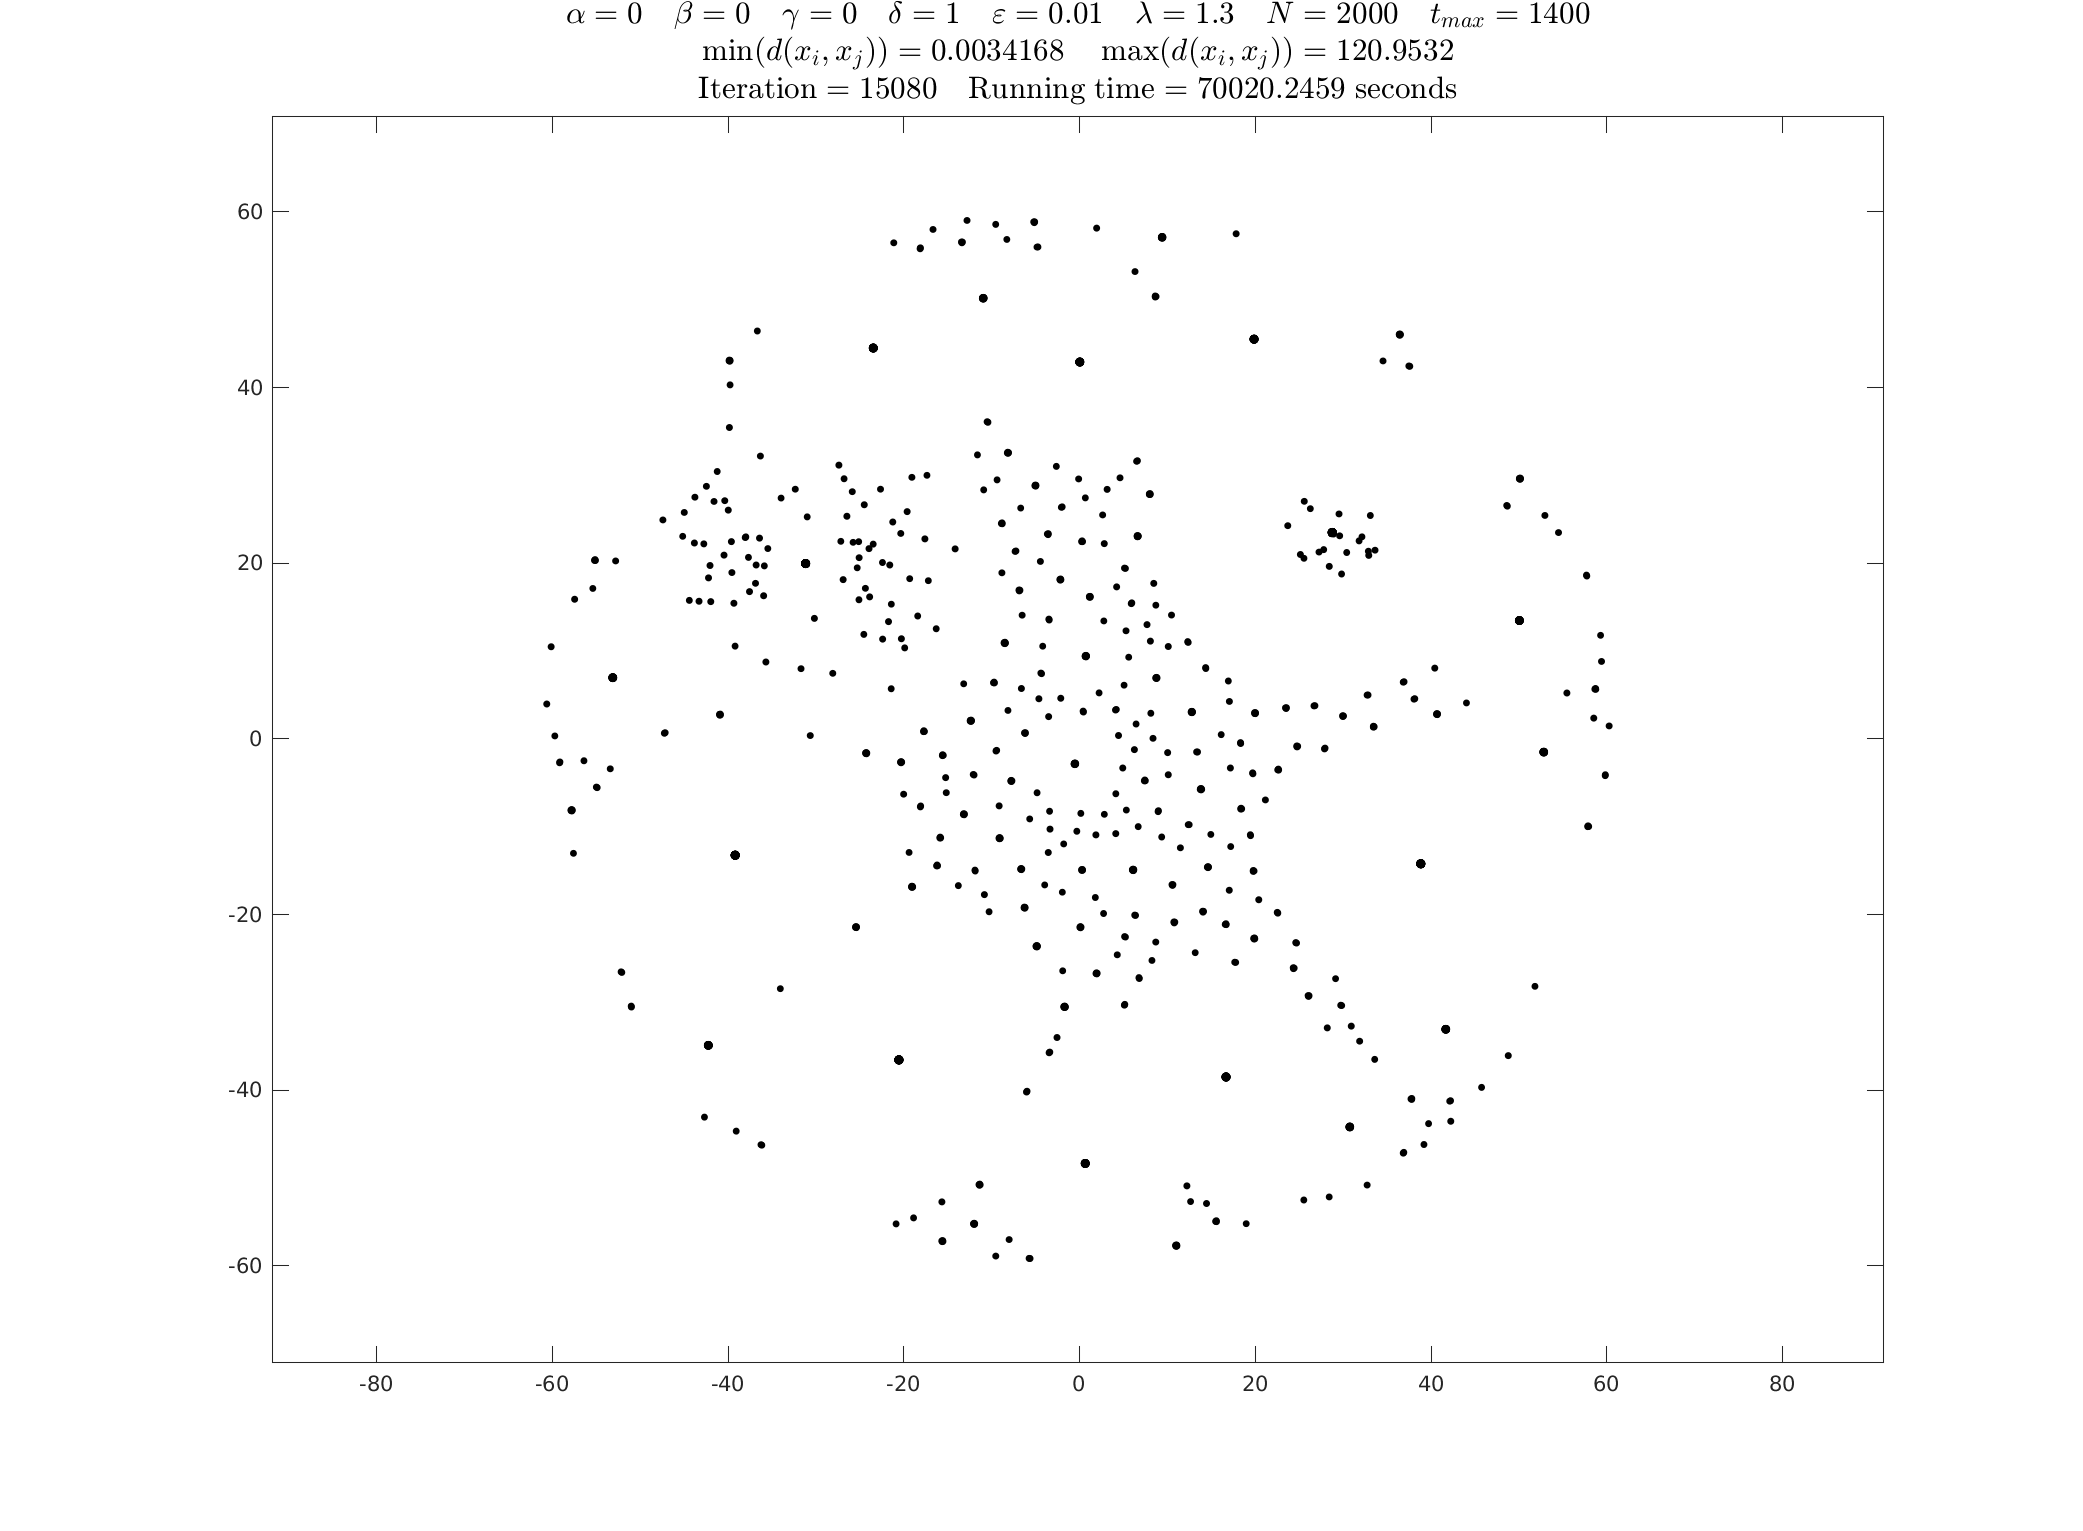 α = 0 β = 0 γ = 0 δ = 1 ε = 0.01 λ = 1.3 N = 2000 t_{max} = 1400
min(d(x_i, x_j)) = 0.0034168 max(d(x_i, x_j)) = 120.9532
Iteration = 15080 Running time = 70020.2459 seconds
60
40
20
0
-20
-40
-60
-80 -60 -40 -20 0 20 40 60 80